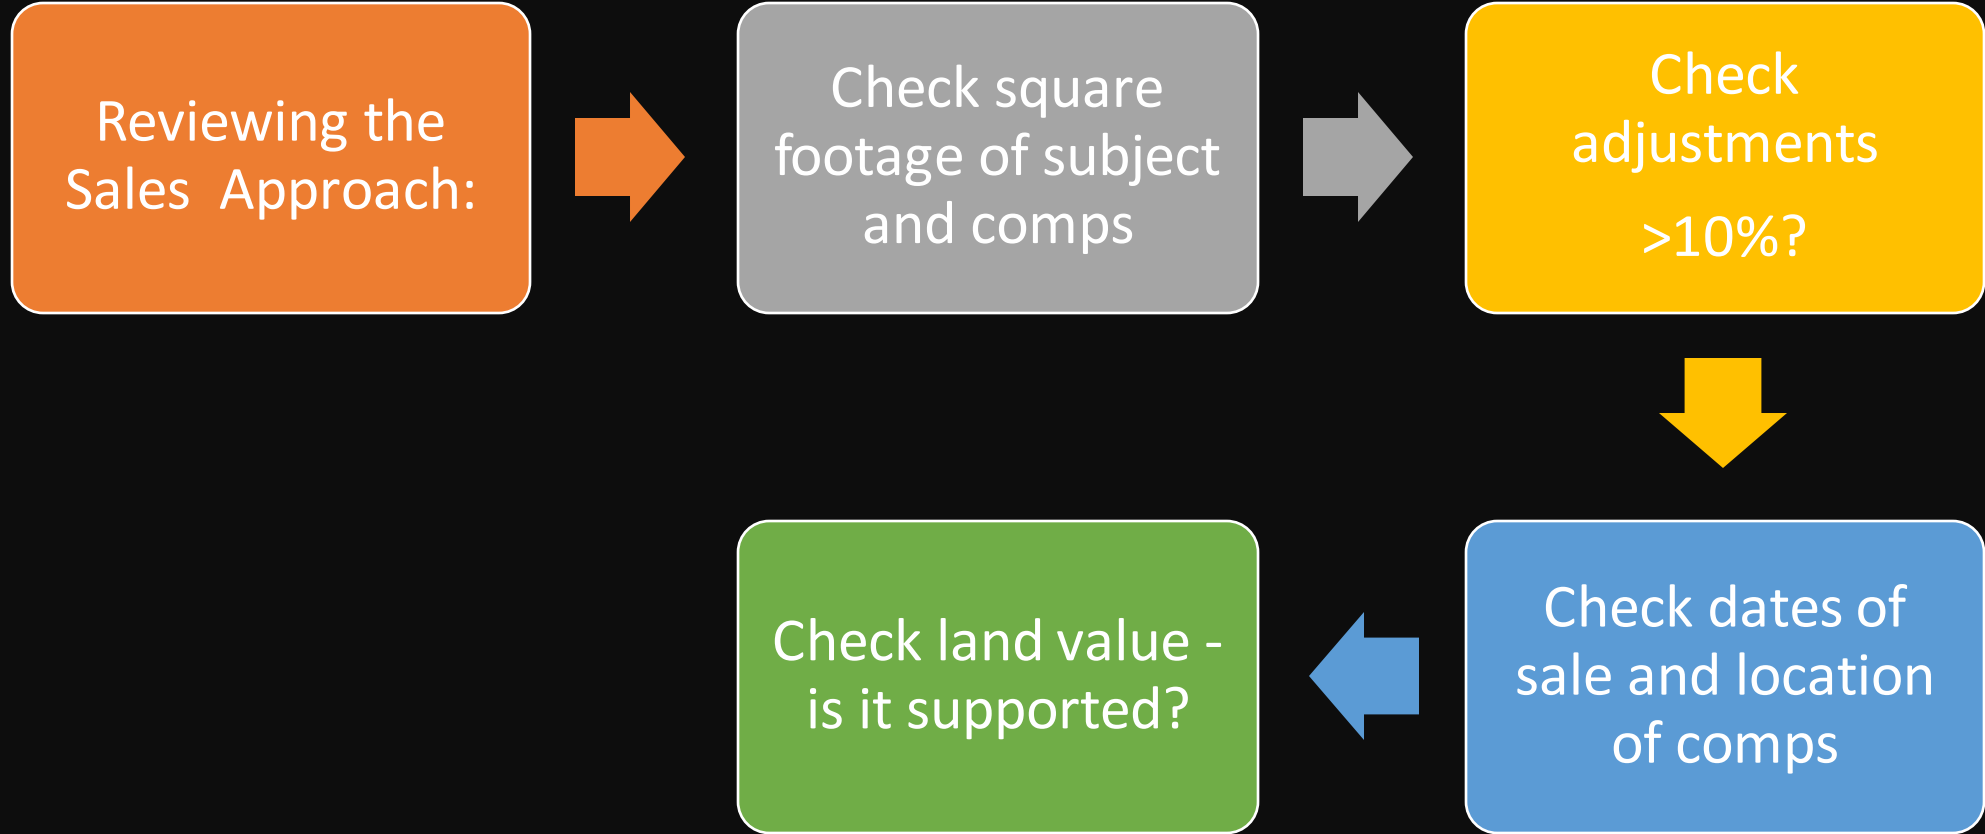 Reviewing the
Sales  Approach:
Check square
footage of subject
and comps
Check
adjustments
>10%?
Check dates of
sale and location
of comps
Check land value -
is it supported?